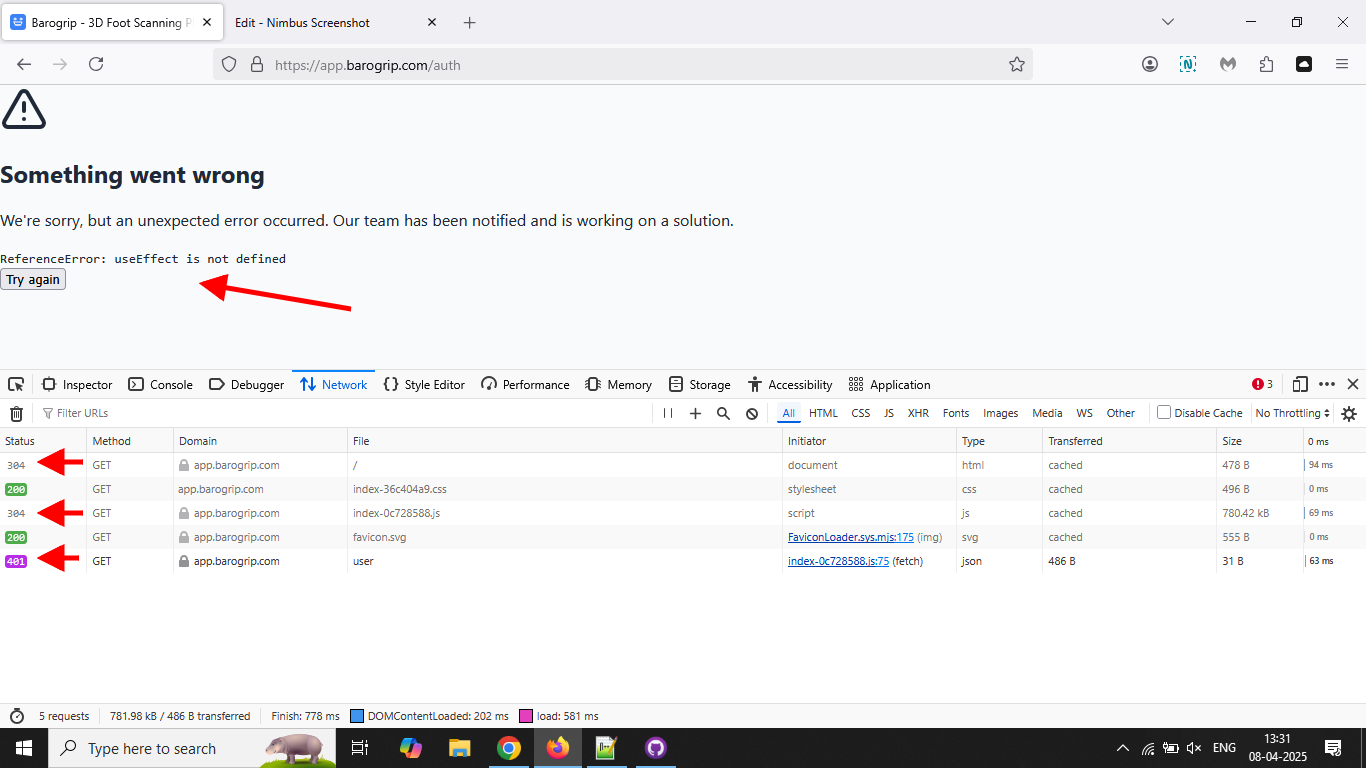 Barogrip - 3D Foot Scanning P
Edit - Nimbus Screenshot
https://app.barogrip.com/auth
Something went wrong
We're sorry, but an unexpected error occurred. Our team has been notified and is working on a solution.
ReferenceError: useEffect is not defined
Try again
Inspector Console Debugger Network Style Editor Performance Memory Storage Accessibility Application 3
Filter URLs All HTML CSS JS XHR Fonts Images Media WS Other Disable Cache No Throttling
Status Method Domain File Initiator Type Transferred Size 0 ms
304 GET app.barogrip.com / document html cached 478 B 94 ms
200 GET app.barogrip.com index-36c404a9.css stylesheet css cached 496 B 0 ms
304 GET app.barogrip.com index-0c728588.js script js cached 780.42 kB 69 ms
200 GET app.barogrip.com favicon.svg FaviconLoader.sys.mjs:175 (img) svg cached 555 B 0 ms
401 GET app.barogrip.com user index-0c728588.js:75 (fetch) json 486 B 31 B 63 ms
5 requests 781.98 kB / 486 B transferred Finish: 778 ms DOMContentLoaded: 202 ms load: 581 ms
Type here to search
ENG
13:31
08-04-2025